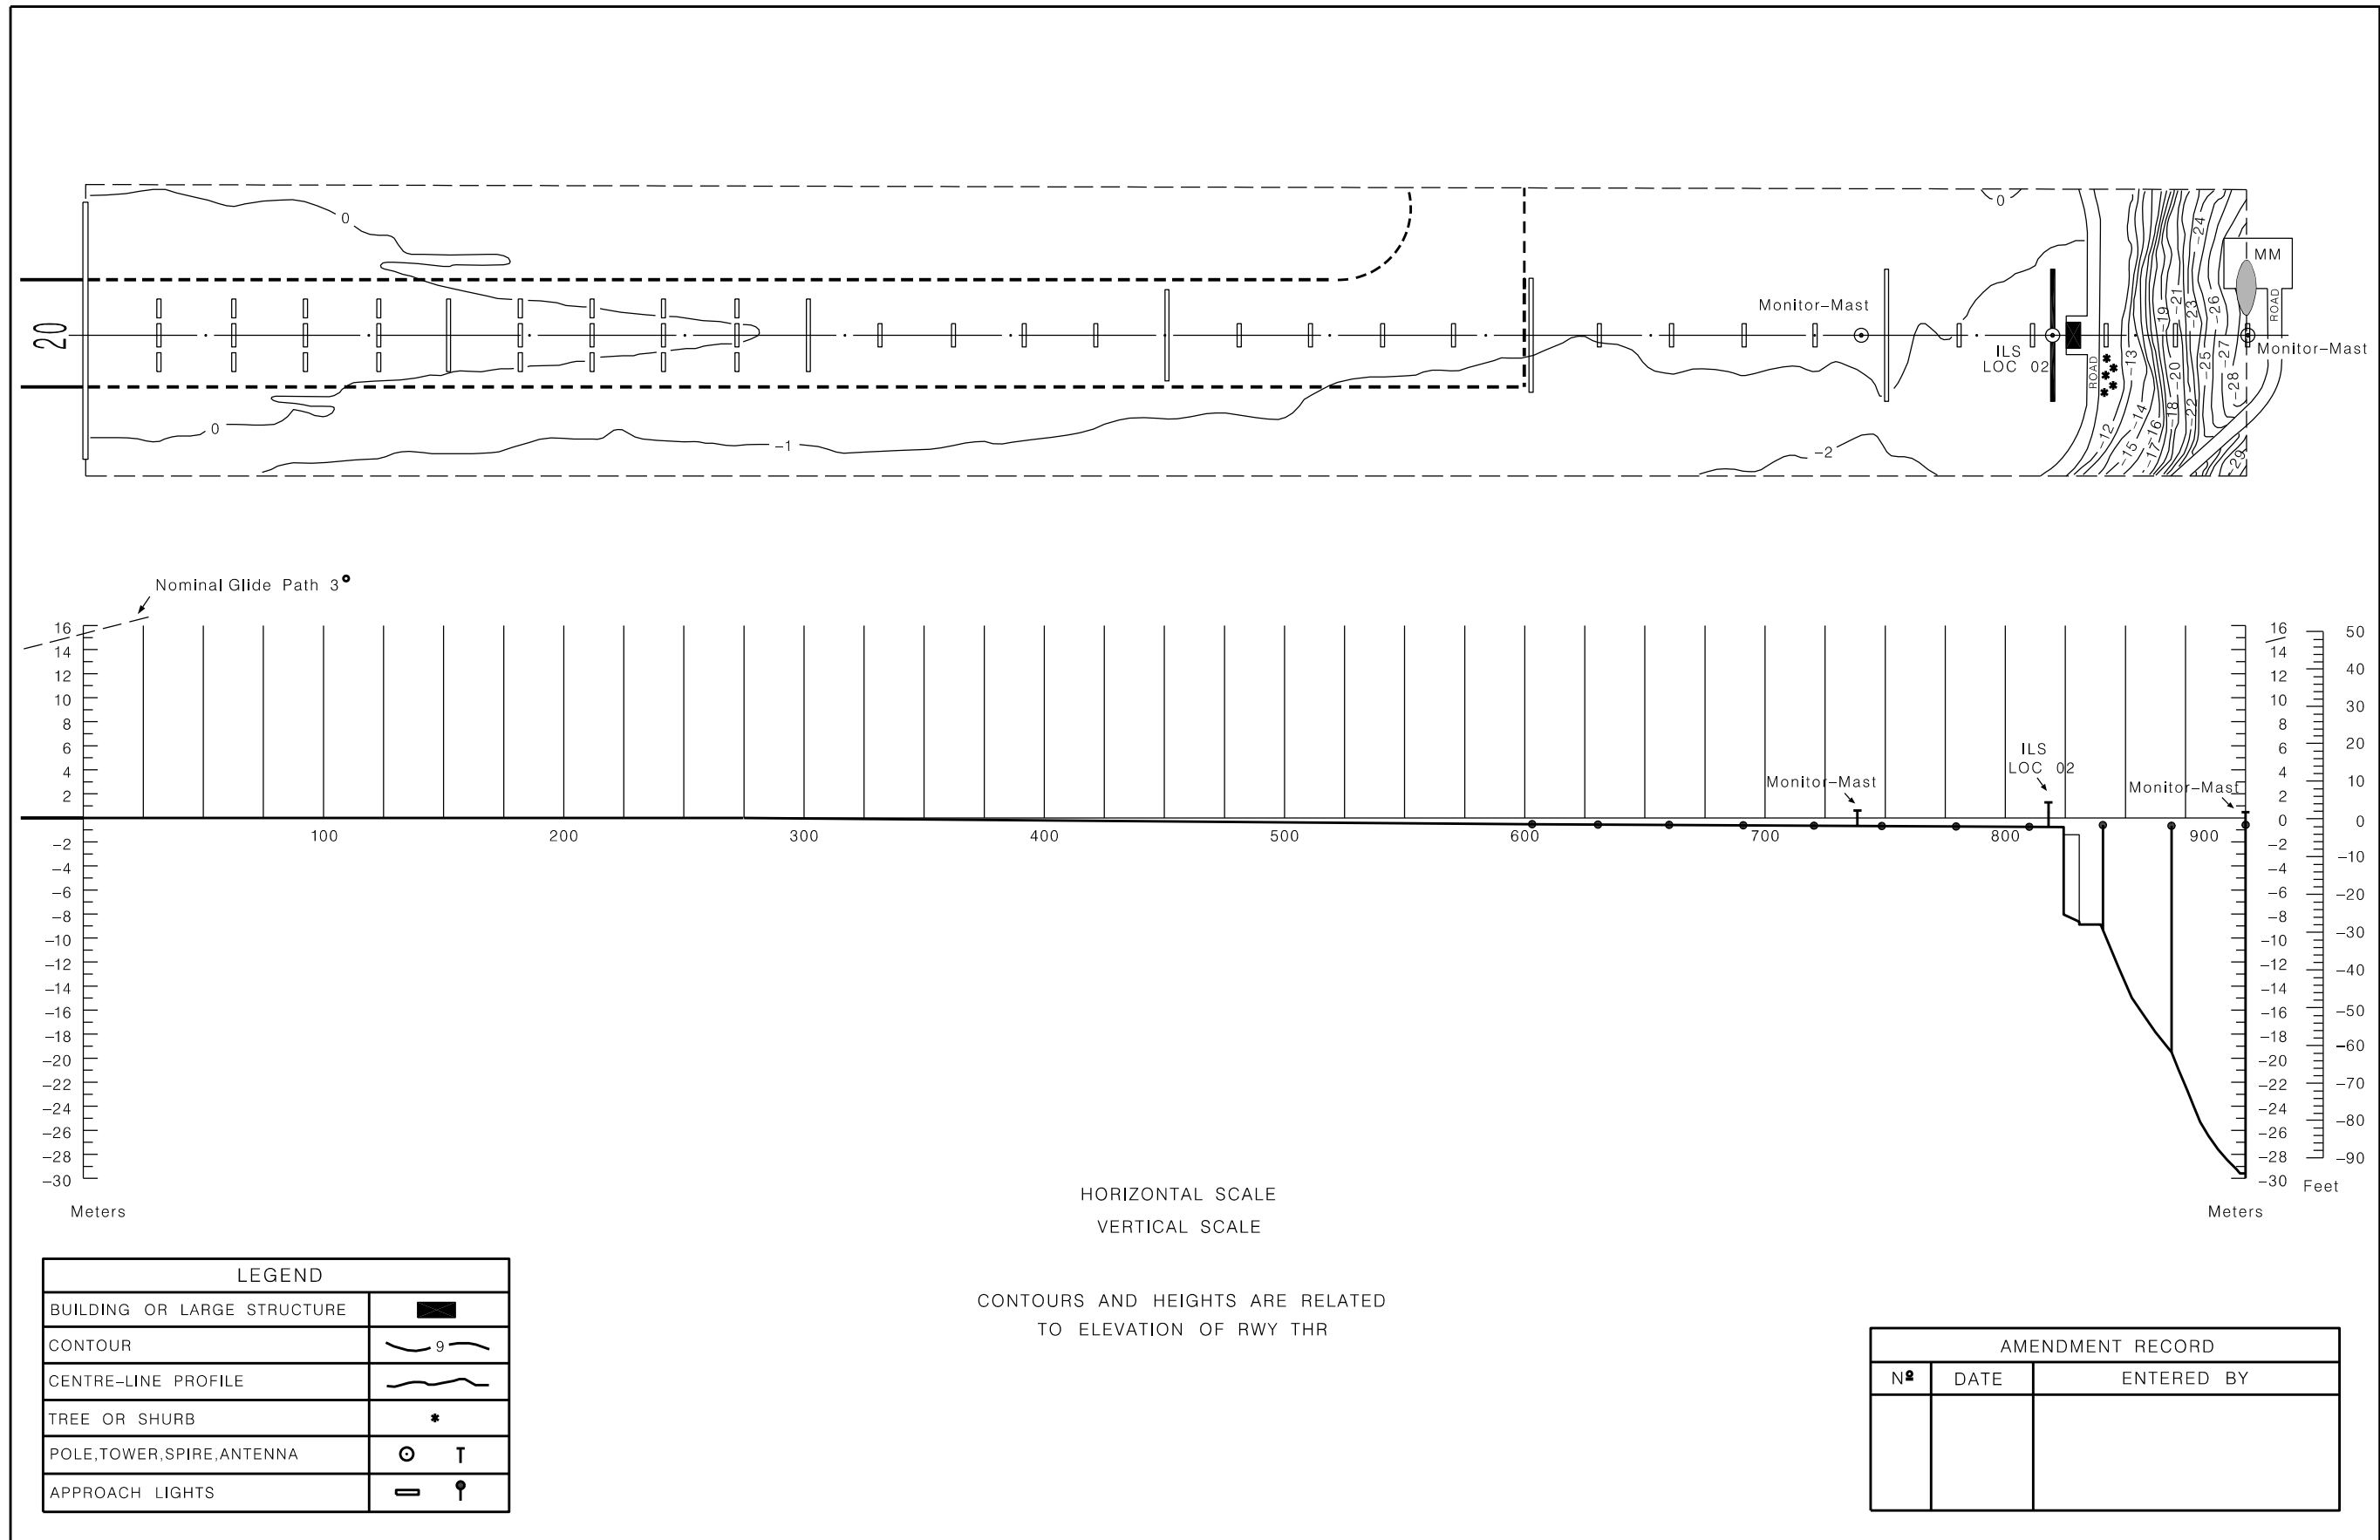 0
0
-24
MM
-19
-21
-23
-26
ROAD
Monitor-Mast
20
ILS
LOC 02
ROAD
-13
-20
-25
-27
-28
Monitor-Mast
-18
-22
-14
-16
-12
-15
-17
-29
0
-1
-2
Nominal Glide Path 3°
16
14
12
10
8
6
4
2
-2
-4
-6
-8
-10
-12
-14
-16
-18
-20
-22
-24
-26
-28
-30
Meters
100 200 300 400 500 600 700 800 900
Monitor-Mast
ILS
LOC 02
Monitor-Mast
16
14
12
10
8
6
4
2
0
-2
-4
-6
-8
-10
-12
-14
-16
-18
-20
-22
-24
-26
-28
-30
Meters
50
40
30
20
10
0
-10
-20
-30
-40
-50
-60
-70
-80
-90
Feet
HORIZONTAL SCALE
VERTICAL SCALE
CONTOURS AND HEIGHTS ARE RELATED
TO ELEVATION OF RWY THR
LEGEND
BUILDING OR LARGE STRUCTURE
CONTOUR 9
CENTRE-LINE PROFILE
TREE OR SHURB
POLE,TOWER,SPIRE,ANTENNA
APPROACH LIGHTS
AMENDMENT RECORD
Nº DATE ENTERED BY